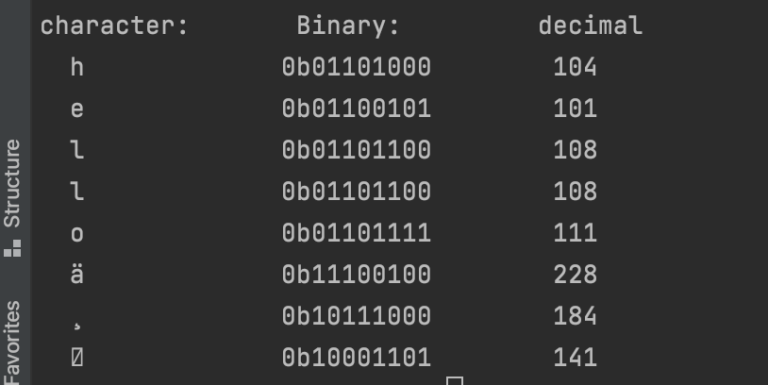 character: Binary: decimal
h 0b01101000 104
e 0b01100101 101
l 0b01101100 108
l 0b01101100 108
o 0b01101111 111
ä 0b11100100 228
¸ 0b10111000 184
0b10001101 141
Structure
Favorites